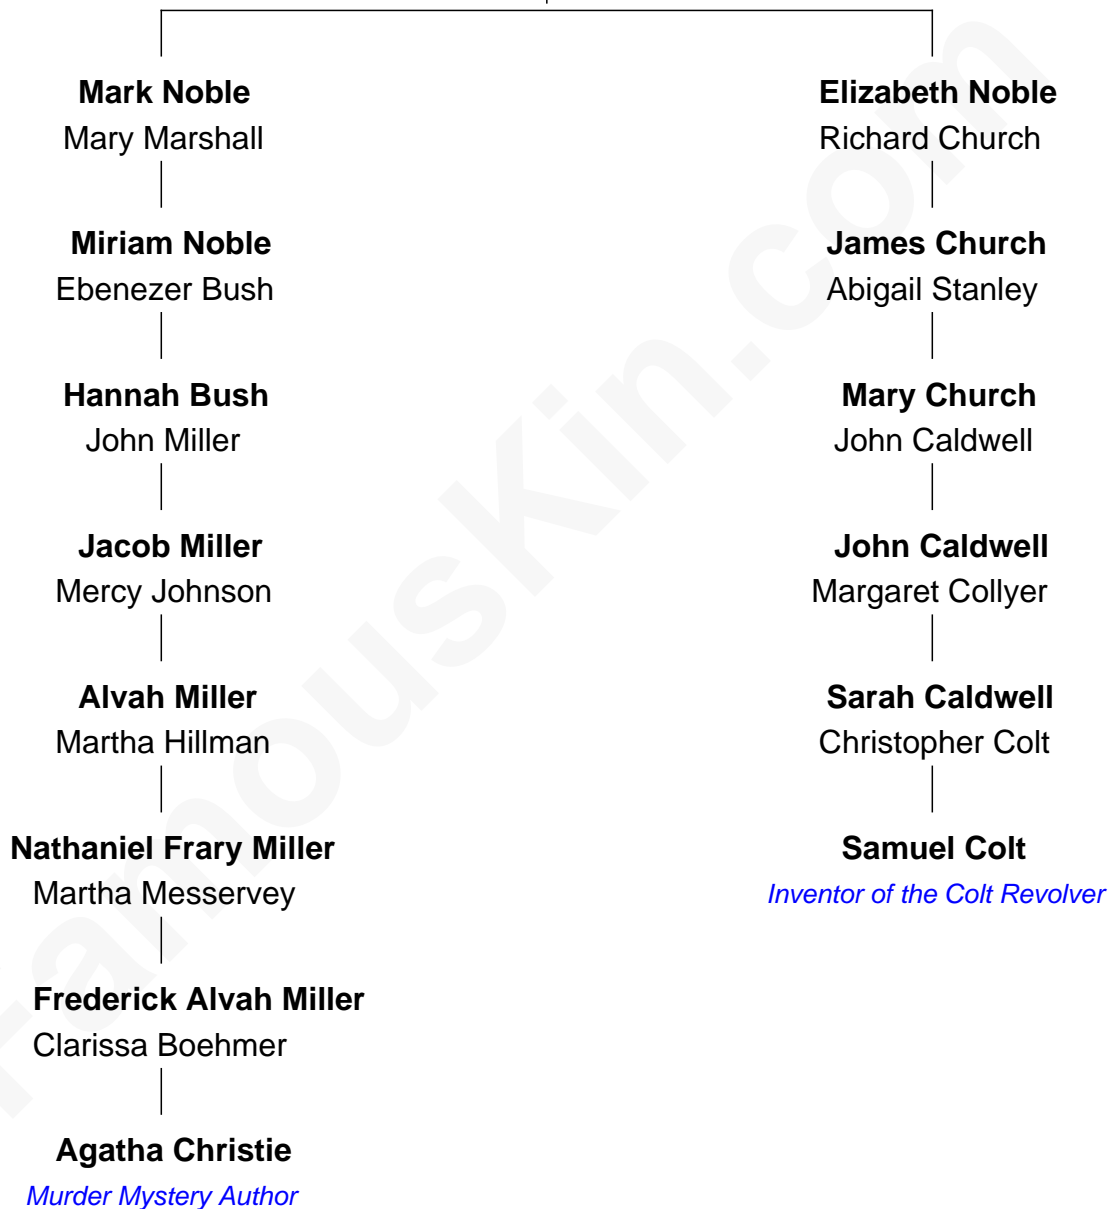 Mark Noble
Mary Marshall
Elizabeth Noble
Richard Church
Miriam Noble
Ebenezer Bush
James Church
Abigail Stanley
Hannah Bush
John Miller
Mary Church
John Caldwell
Jacob Miller
Mercy Johnson
John Caldwell
Margaret Collyer
Alvah Miller
Martha Hillman
Sarah Caldwell
Christopher Colt
Nathaniel Frary Miller
Martha Messervey
Samuel Colt
Inventor of the Colt Revolver
Frederick Alvah Miller
Clarissa Boehmer
Agatha Christie
Murder Mystery Author
FamousKin.com